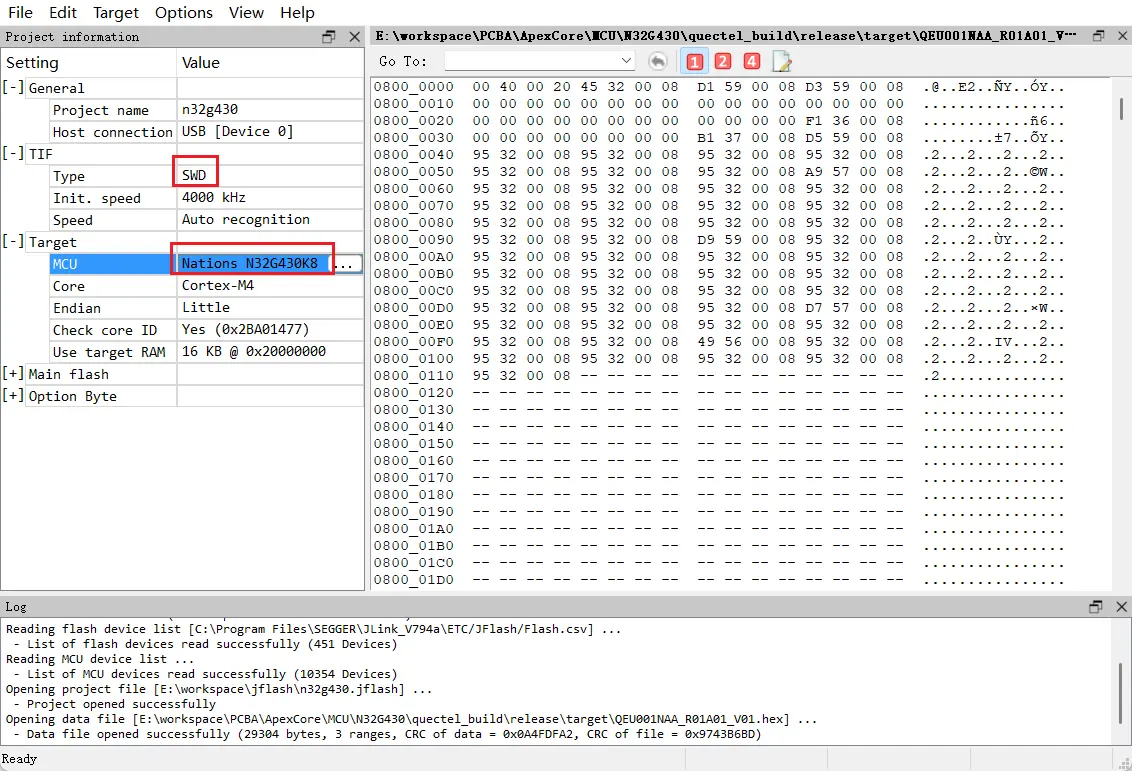 File Edit Target Options View Help
Project information
Setting Value
[-] General
Project name n32g430
Host connection USB [Device 0]
[-] TIF
Type SWD
Init. speed 4000 kHz
Speed Auto recognition
[-] Target
MCU Nations N32G430K8 ...
Core Cortex-M4
Endian Little
Check core ID Yes (0x2BA01477)
Use target RAM 16 KB @ 0x20000000
[+] Main flash
[+] Option Byte
E:\workspace\PCBA\ApexCore\MCU\N32G430\quectel_build\release\target\QEU001NAA_R01A01_V···
Go To: 1 2 4
0800_0000 00 40 00 20 45 32 00 08 D1 59 00 08 D3 59 00 08 .@..E2..ÑY..ÓY..
0800_0010 00 00 00 00 00 00 00 00 00 00 00 00 00 00 00 00 ................
0800_0020 00 00 00 00 00 00 00 00 00 00 00 00 F1 36 00 08 ............ñ6..
0800_0030 00 00 00 00 00 00 00 00 B1 37 00 08 D5 59 00 08 ........±7..ÕY..
0800_0040 95 32 00 08 95 32 00 08 95 32 00 08 95 32 00 08 .2...2...2...2..
0800_0050 95 32 00 08 95 32 00 08 95 32 00 08 A9 57 00 08 .2...2...2..©W..
0800_0060 95 32 00 08 95 32 00 08 95 32 00 08 95 32 00 08 .2...2...2...2..
0800_0070 95 32 00 08 95 32 00 08 95 32 00 08 95 32 00 08 .2...2...2...2..
0800_0080 95 32 00 08 95 32 00 08 95 32 00 08 95 32 00 08 .2...2...2...2..
0800_0090 95 32 00 08 95 32 00 08 D9 59 00 08 95 32 00 08 .2...2..ÙY...2..
0800_00A0 95 32 00 08 95 32 00 08 95 32 00 08 95 32 00 08 .2...2...2...2..
0800_00B0 95 32 00 08 95 32 00 08 95 32 00 08 95 32 00 08 .2...2...2...2..
0800_00C0 95 32 00 08 95 32 00 08 95 32 00 08 95 32 00 08 .2...2...2...2..
0800_00D0 95 32 00 08 95 32 00 08 95 32 00 08 D7 57 00 08 .2...2...2..×W..
0800_00E0 95 32 00 08 95 32 00 08 95 32 00 08 95 32 00 08 .2...2...2...2..
0800_00F0 95 32 00 08 95 32 00 08 49 56 00 08 95 32 00 08 .2...2..IV...2..
0800_0100 95 32 00 08 95 32 00 08 95 32 00 08 95 32 00 08 .2...2...2...2..
0800_0110 95 32 00 08 -- -- -- -- -- -- -- -- -- -- -- -- .2..............
0800_0120 -- -- -- -- -- -- -- -- -- -- -- -- -- -- -- -- ................
0800_0130 -- -- -- -- -- -- -- -- -- -- -- -- -- -- -- -- ................
0800_0140 -- -- -- -- -- -- -- -- -- -- -- -- -- -- -- -- ................
0800_0150 -- -- -- -- -- -- -- -- -- -- -- -- -- -- -- -- ................
0800_0160 -- -- -- -- -- -- -- -- -- -- -- -- -- -- -- -- ................
0800_0170 -- -- -- -- -- -- -- -- -- -- -- -- -- -- -- -- ................
0800_0180 -- -- -- -- -- -- -- -- -- -- -- -- -- -- -- -- ................
0800_0190 -- -- -- -- -- -- -- -- -- -- -- -- -- -- -- -- ................
0800_01A0 -- -- -- -- -- -- -- -- -- -- -- -- -- -- -- -- ................
0800_01B0 -- -- -- -- -- -- -- -- -- -- -- -- -- -- -- -- ................
0800_01C0 -- -- -- -- -- -- -- -- -- -- -- -- -- -- -- -- ................
0800_01D0 -- -- -- -- -- -- -- -- -- -- -- -- -- -- -- -- ................
Log
Reading flash device list [C:\Program Files\SEGGER\JLink_V794a\ETC/JFlash/Flash.csv] ...
- List of flash devices read successfully (451 Devices)
Reading MCU device list ...
- List of MCU devices read successfully (10354 Devices)
Opening project file [E:\workspace\jflash\n32g430.jflash] ...
- Project opened successfully
Opening data file [E:\workspace\PCBA\ApexCore\MCU\N32G430\quectel_build\release\target\QEU001NAA_R01A01_V01.hex] ...
- Data file opened successfully (29304 bytes, 3 ranges, CRC of data = 0x0A4FDFA2, CRC of file = 0x9743B6BD)
Ready